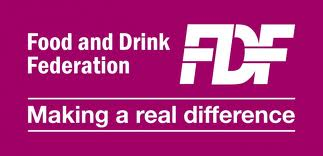 Food and Drink
Federation
FDF
Making a real difference